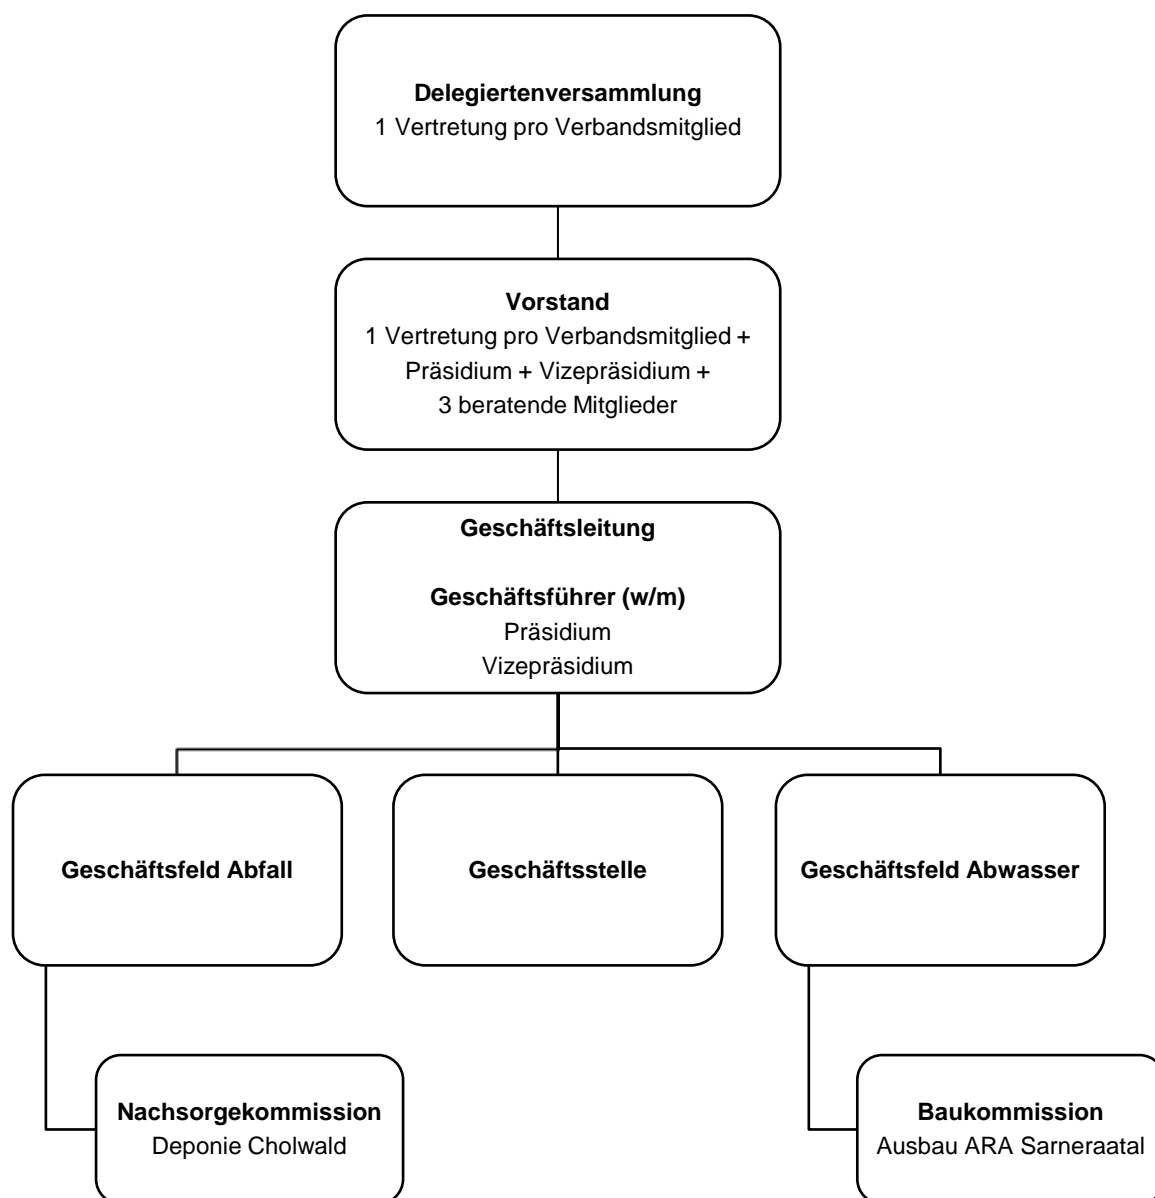 Delegiertenversammlung
1 Vertretung pro Verbandsmitglied
Vorstand
1 Vertretung pro Verbandsmitglied +
Präsidium + Vizepräsidium +
3 beratende Mitglieder
Geschäftsleitung
Geschäftsführer (w/m)
Präsidium
Vizepräsidium
Geschäftsfeld Abfall
Geschäftsstelle
Geschäftsfeld Abwasser
Nachsorgekommission
Deponie Cholwald
Baukommission
Ausbau ARA Sarneraatal